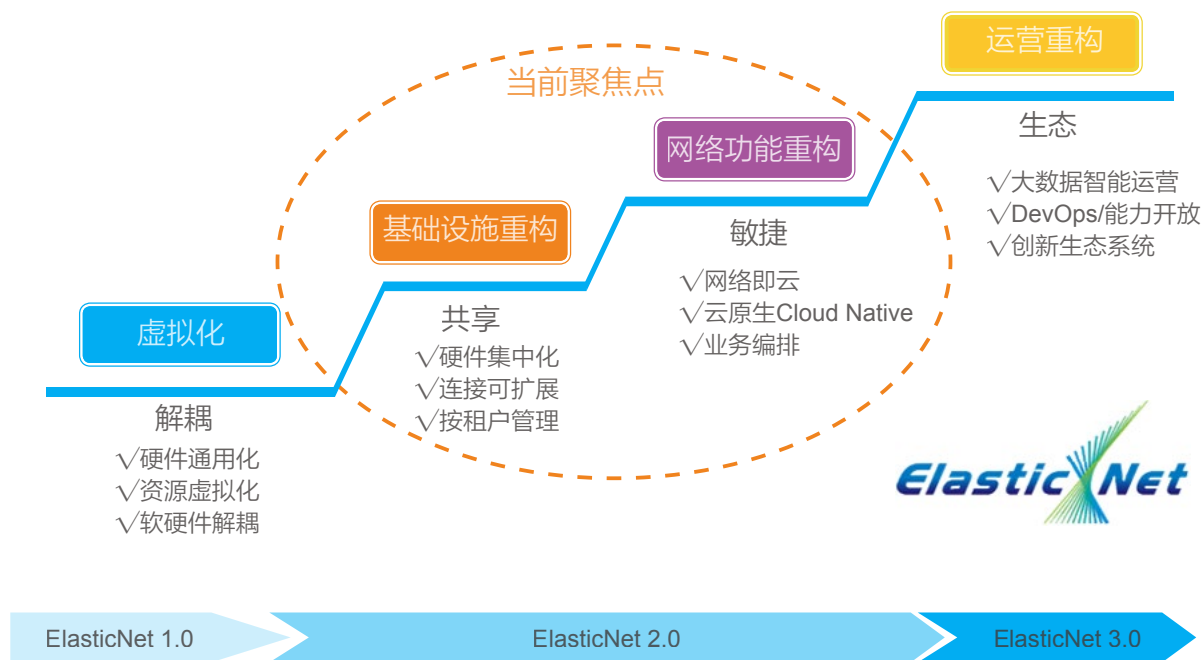 运营重构
当前聚焦点
生态
网络功能重构
√大数据智能运营
√DevOps/能力开放
√创新生态系统
基础设施重构
敏捷
√网络即云
√云原生Cloud Native
√业务编排
虚拟化
共享
√硬件集中化
√连接可扩展
√按租户管理
解耦
√硬件通用化
√资源虚拟化
√软硬件解耦
Elastic Net
ElasticNet 1.0
ElasticNet 2.0
ElasticNet 3.0